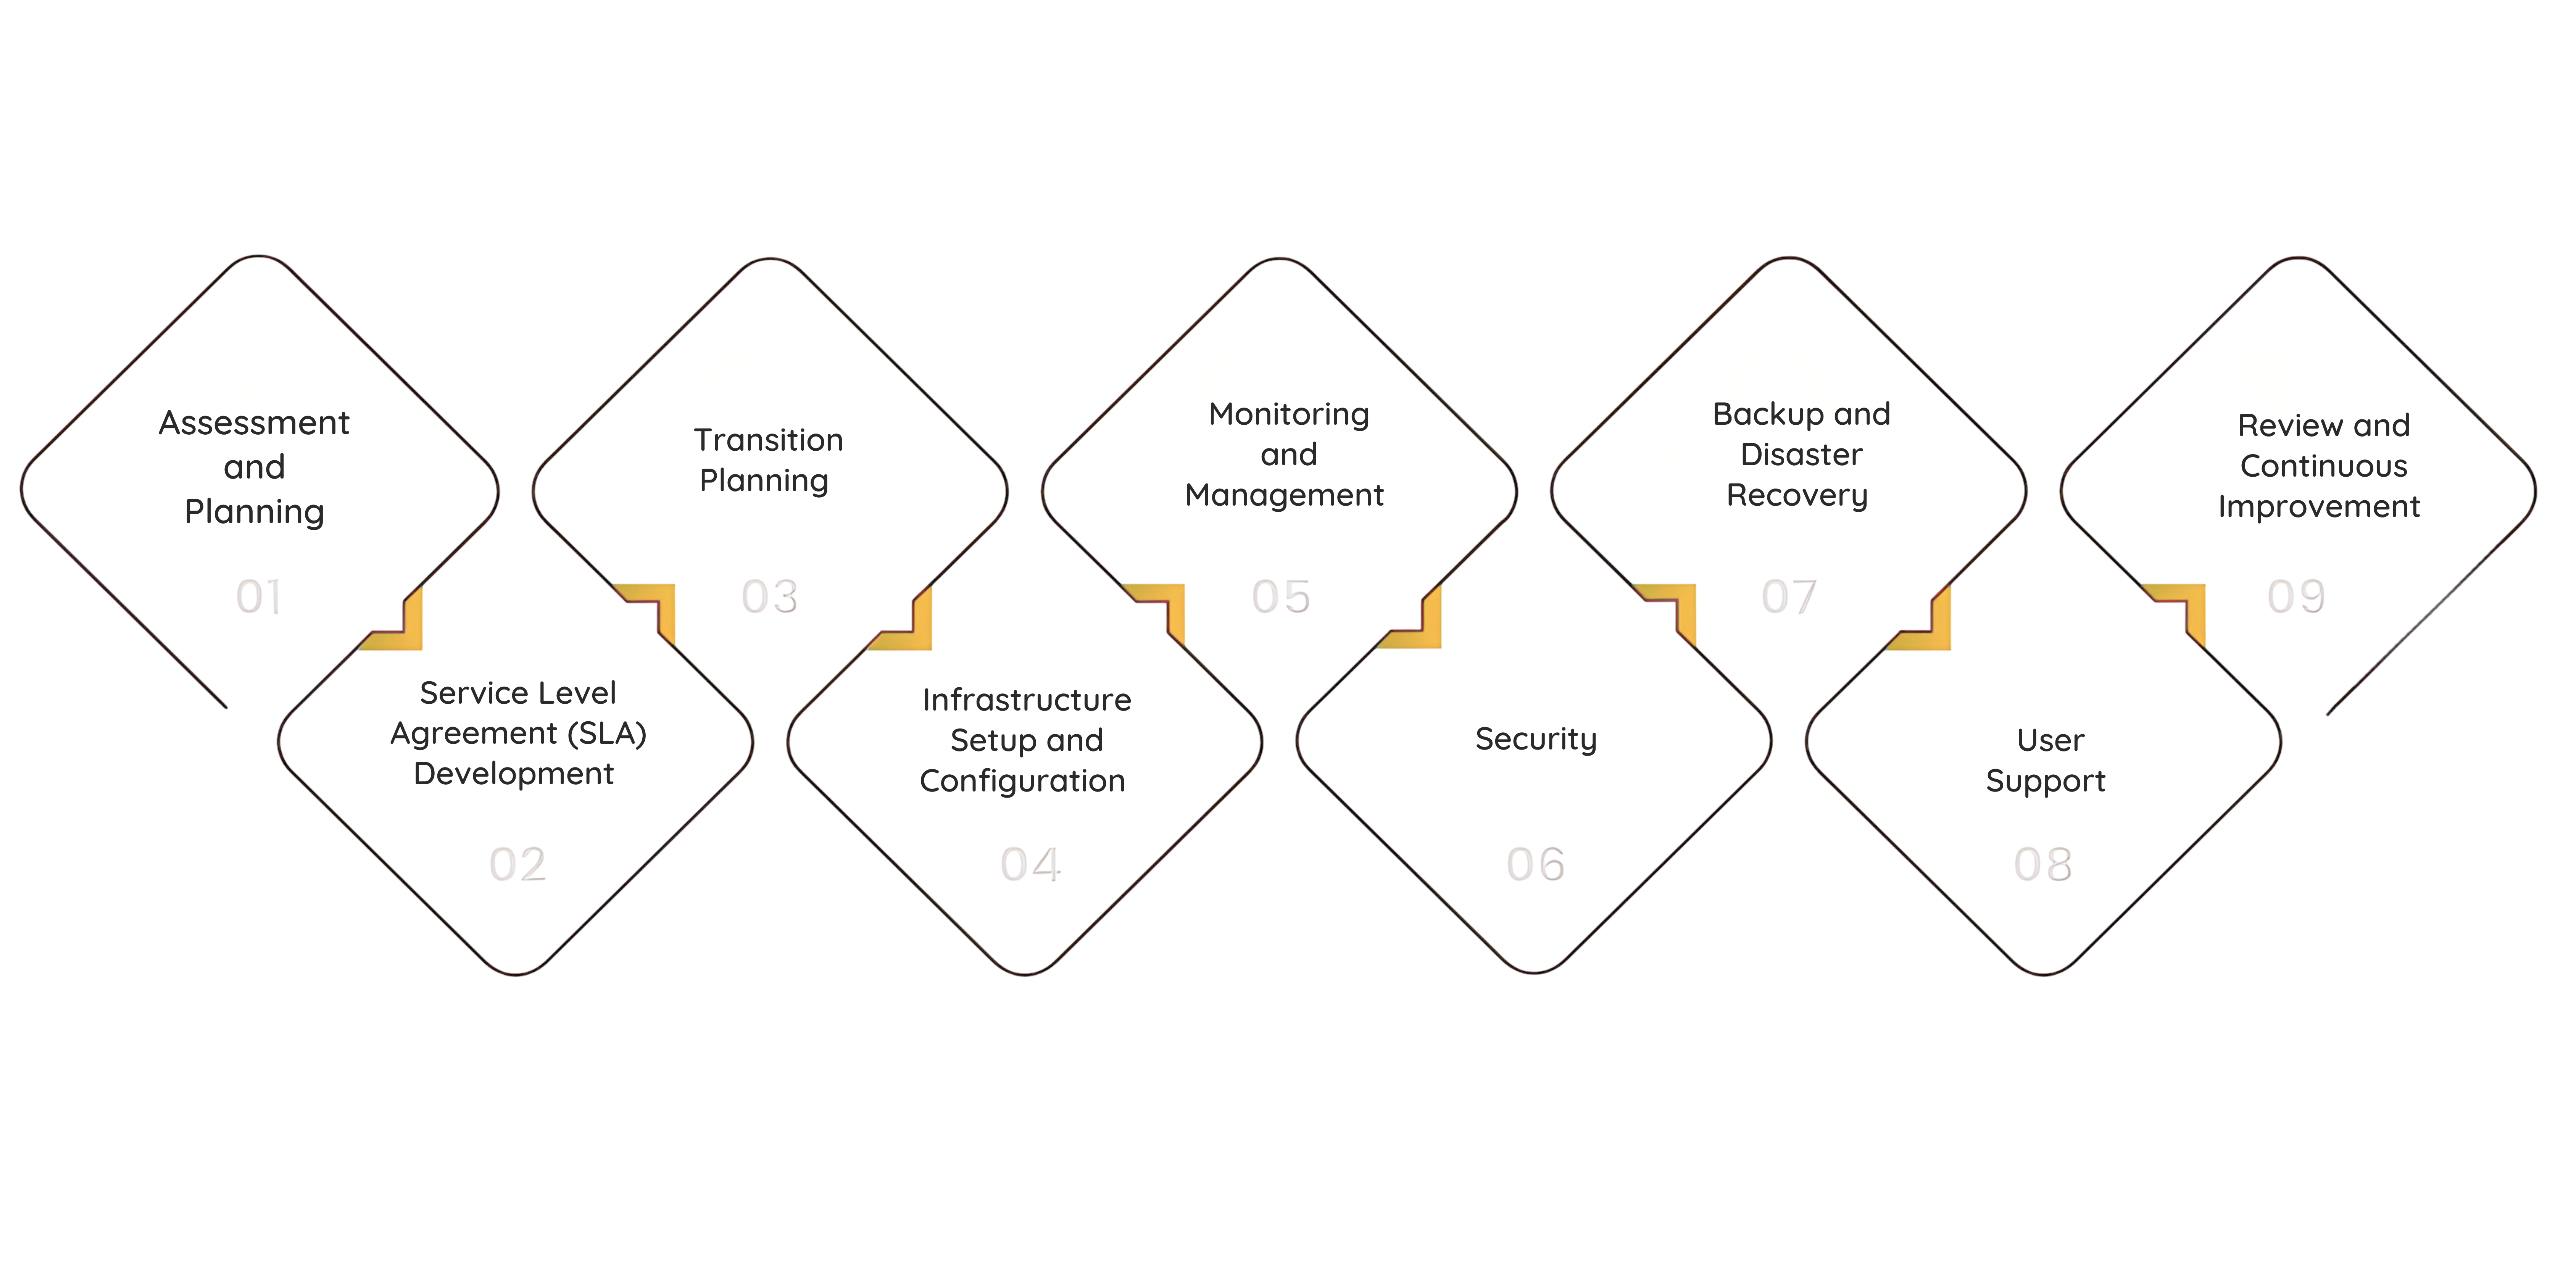 Assessment
and
Planning
01
Service Level
Agreement (SLA)
Development
02
Transition
Planning
03
Infrastructure
Setup and
Configuration
04
Monitoring
and
Management
05
Security
06
Backup and
Disaster
Recovery
07
User
Support
08
Review and
Continuous
Improvement
09